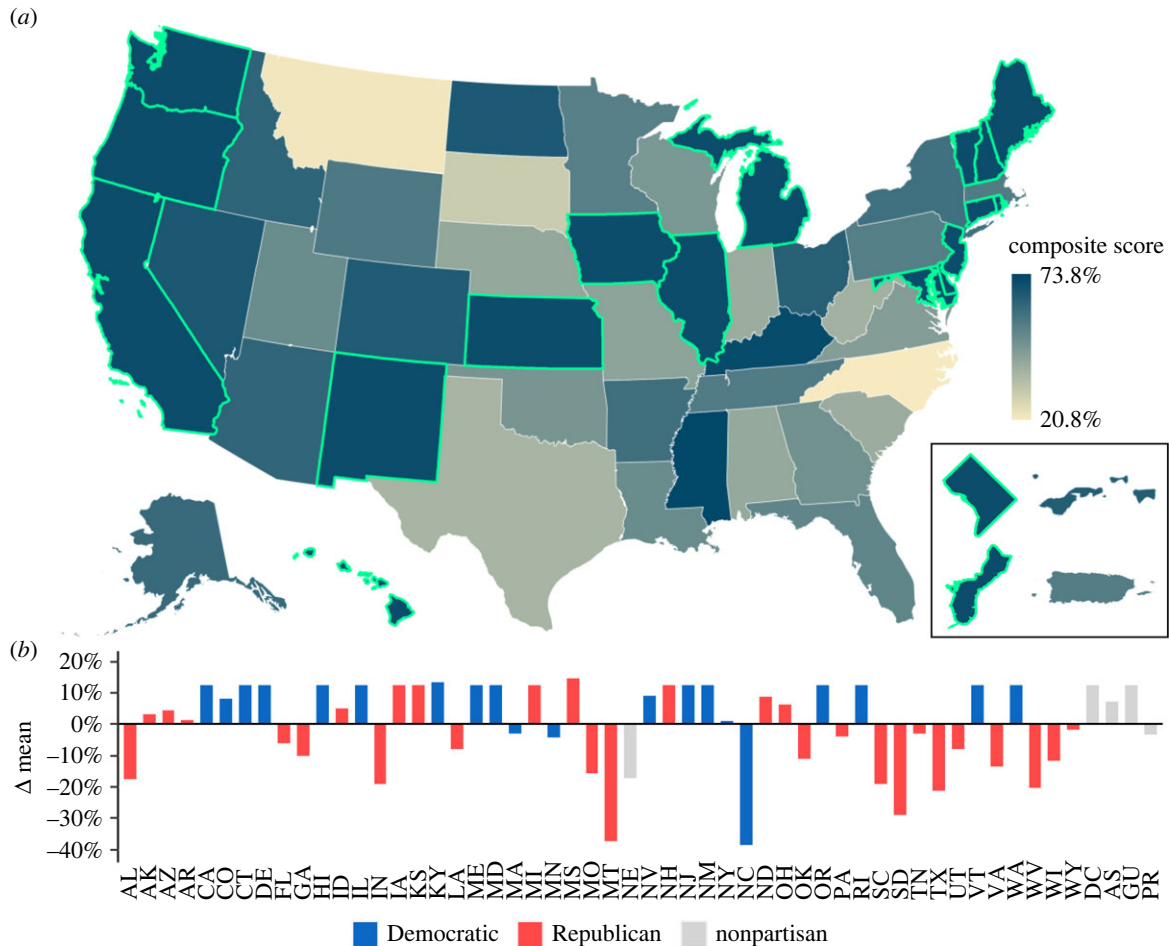 (a)
composite score
73.8%
20.8%
(b)
20%
10%
0%
−10%
−20%
−30%
−40%
Δ mean
AL AK AZ AR CA CO CT DE FL GA HI ID IL IN IA KS KY LA ME MD MA MI MN MS MO MT NE NV NH NJ NM NY NC ND OH OK OR PA RI SC SD TN TX UT VT VA WA WV WI WY DC AS GU PR
Democratic Republican nonpartisan